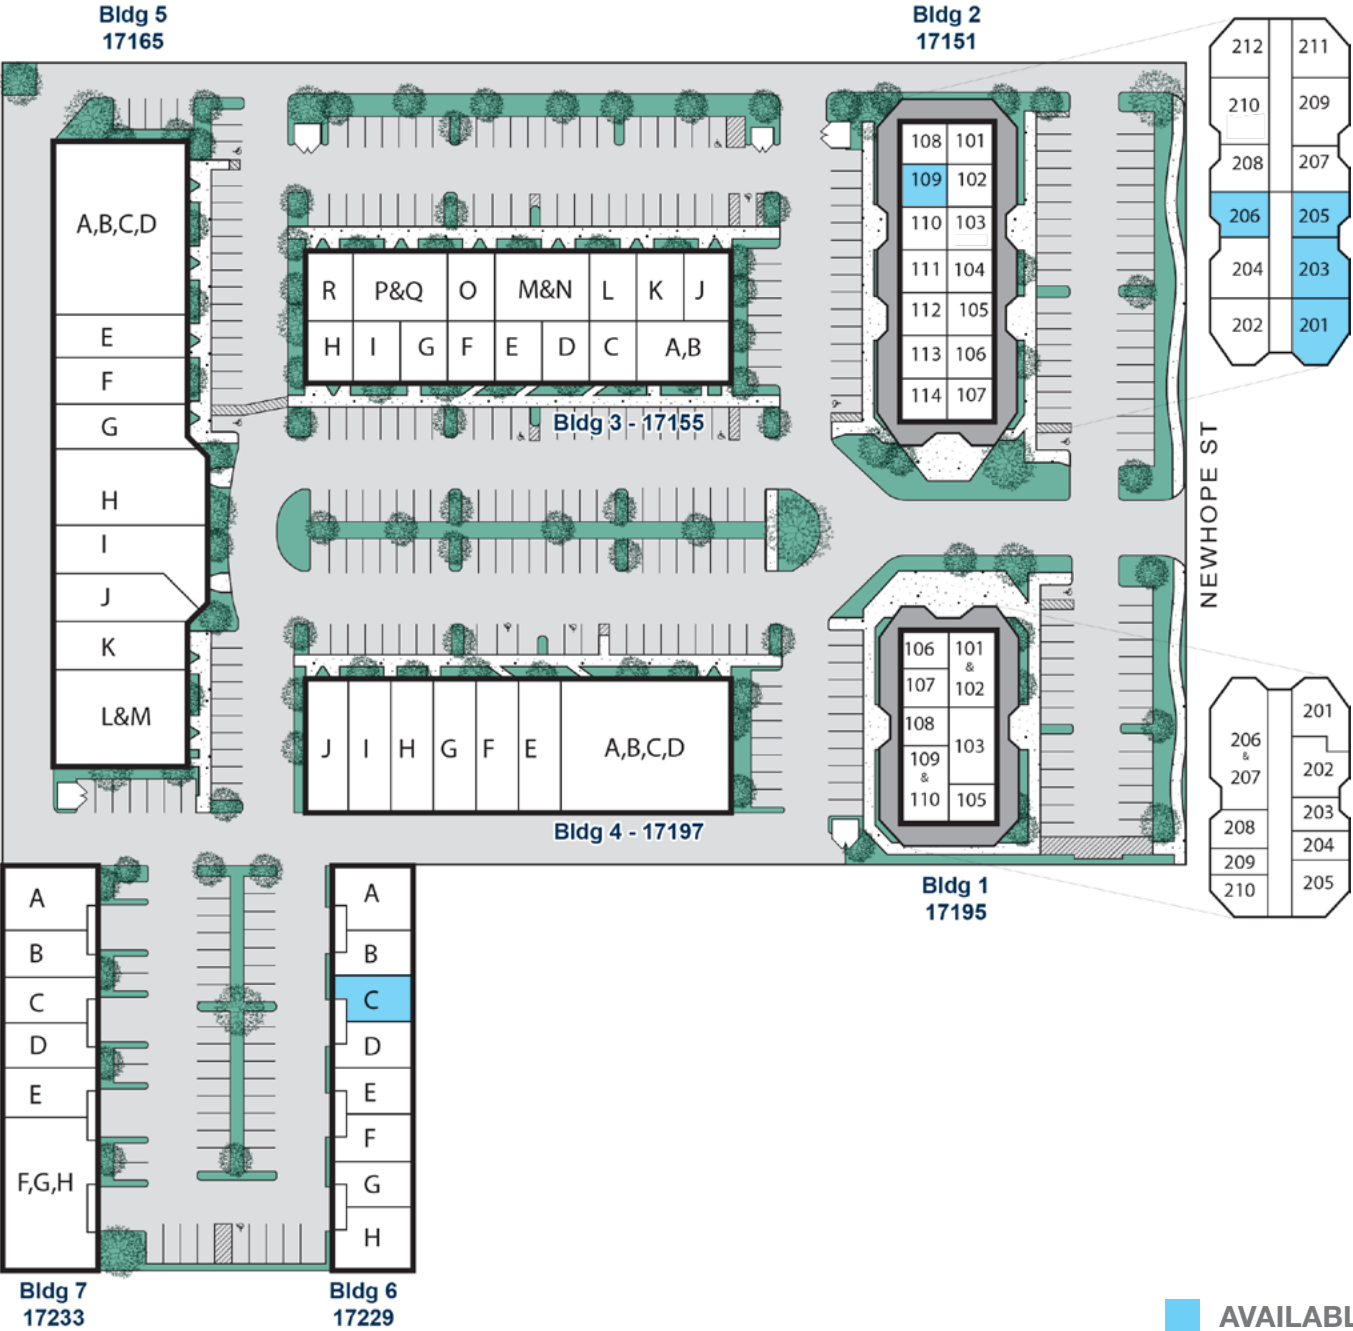 Bldg 5
17165
Bldg 2
17151
212 211
210 209
208 207
206 205
204 203
202 201
108 101
109 102
110 103
111 104
112 105
113 106
114 107
A,B,C,D
E
F
G
H
I
J
K
L&M
R P&Q O M&N L K J
H I G F E D C A,B
Bldg 3 - 17155
NEWHOPE ST
J I H G F E A,B,C,D
Bldg 4 - 17197
106 101
&
102
107
108
103
109
&
110
105
Bldg 1
17195
206
&
207
201
202
203
208
204
209
205
210
A
B
C
D
E
F,G,H
Bldg 7
17233
A
B
C
D
E
F
G
H
Bldg 6
17229
AVAILABL